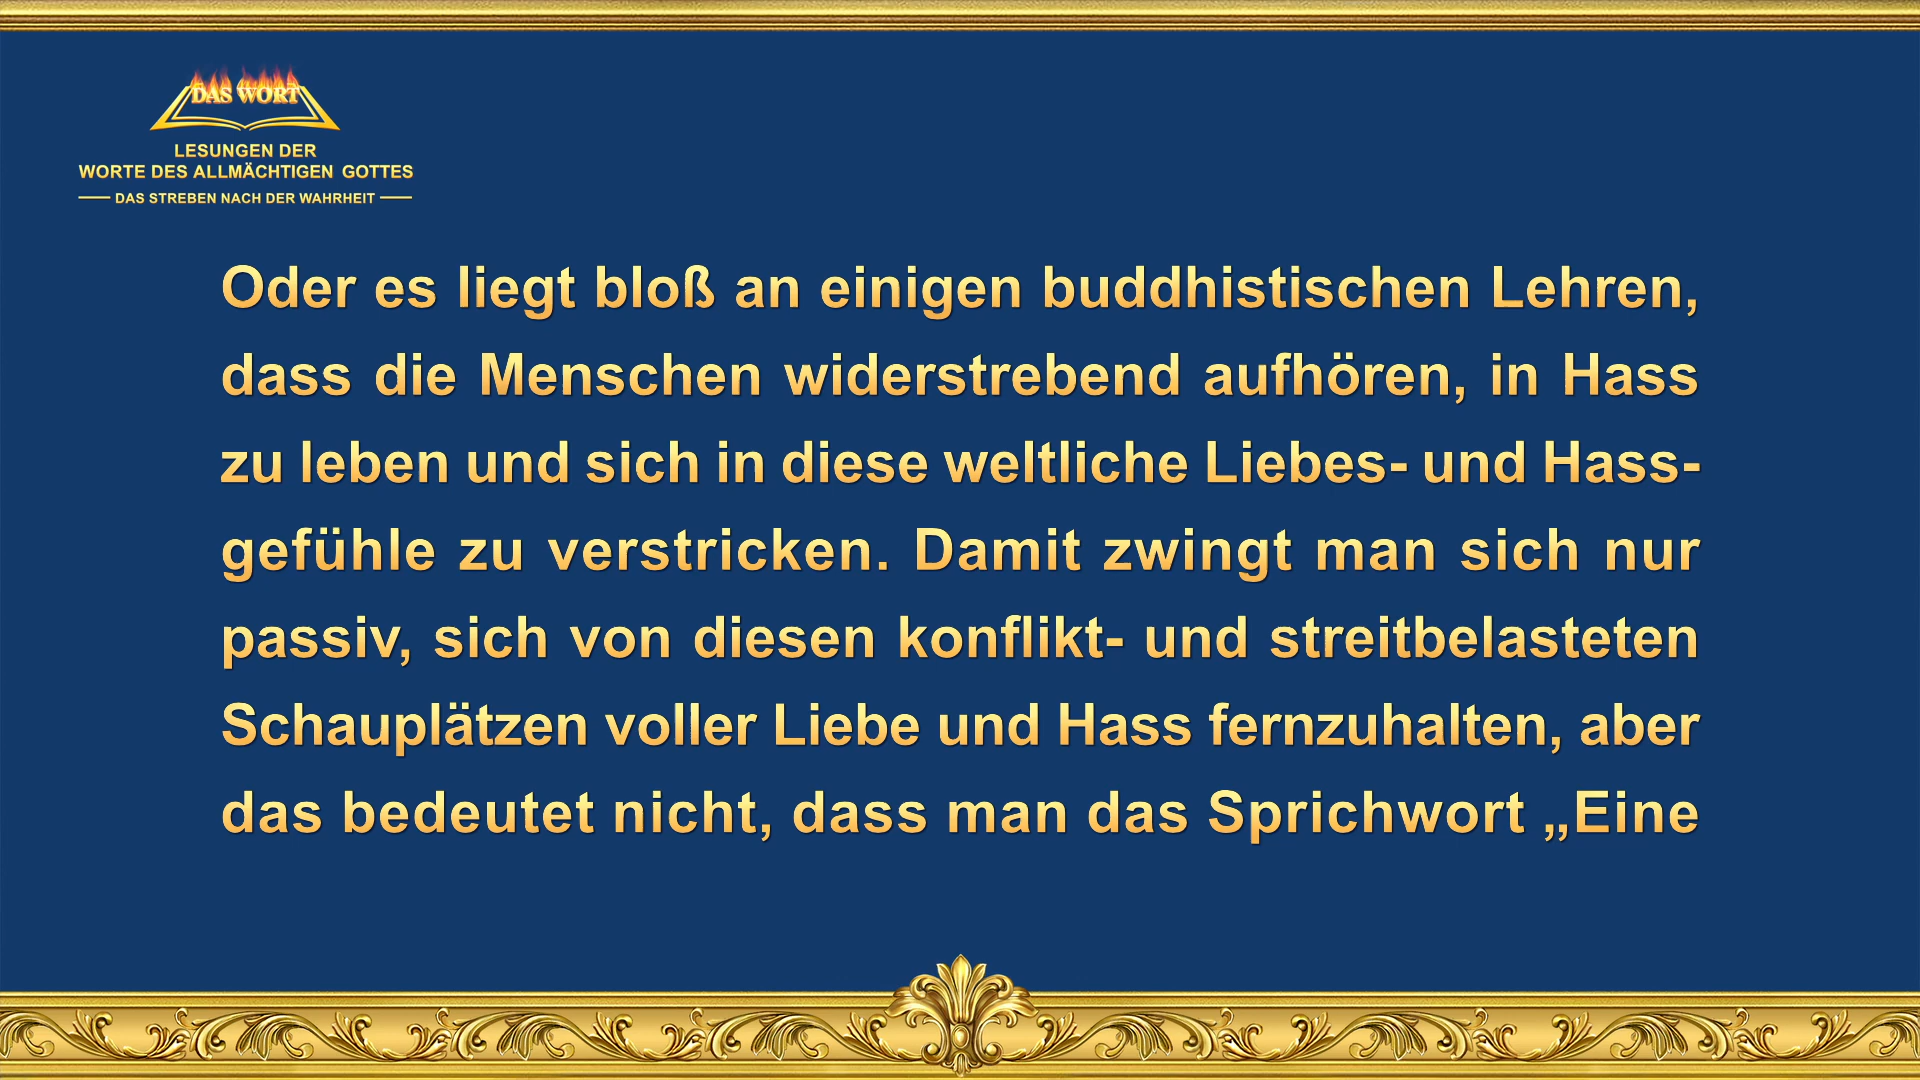 DAS WORT
LESUNGEN DER
WORTE DES ALLMÄCHTIGEN GOTTES
DAS STREBEN NACH DER WAHRHEIT
Oder es liegt bloß an einigen buddhistischen Lehren,
dass die Menschen widerstrebend aufhören, in Hass
zu leben und sich in diese weltliche Liebes- und Hass-
gefühle zu verstricken. Damit zwingt man sich nur
passiv, sich von diesen konflikt- und streitbelasteten
Schauplätzen voller Liebe und Hass fernzuhalten, aber
das bedeutet nicht, dass man das Sprichwort „Eine